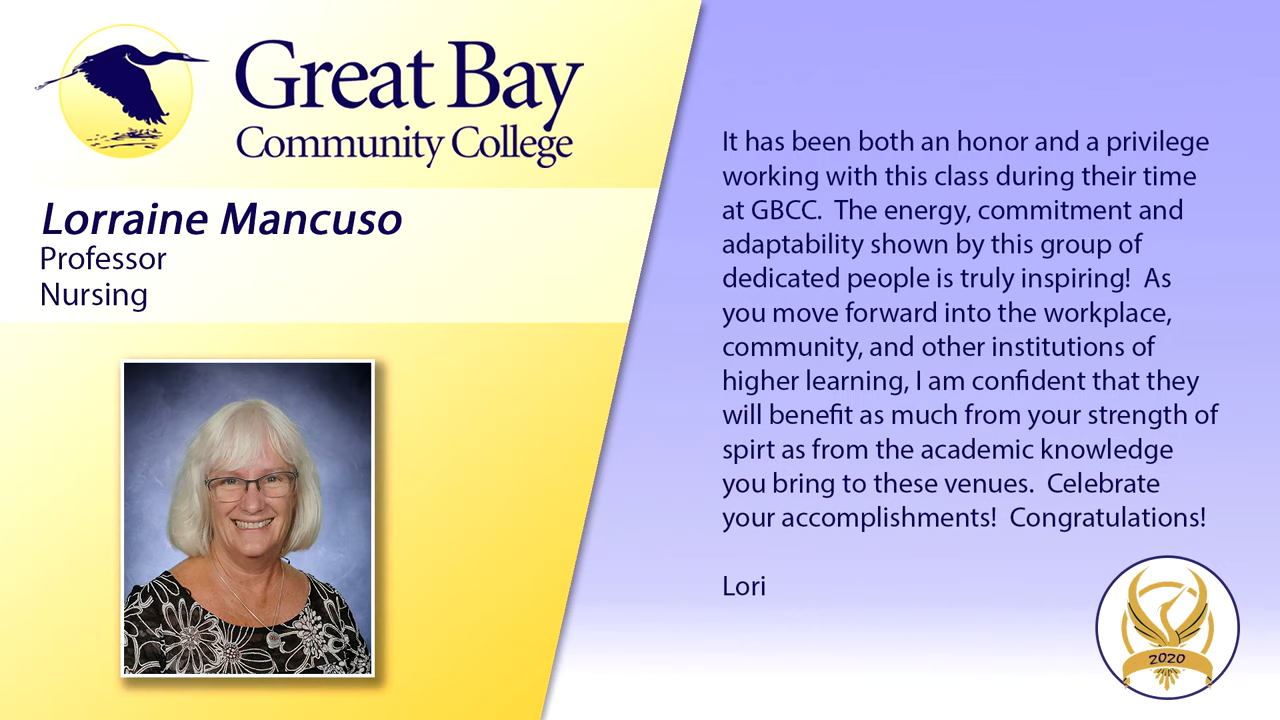 Great Bay
Community College
Lorraine Mancuso
Professor
Nursing
It has been both an honor and a privilege
working with this class during their time
at GBCC.  The energy, commitment and
adaptability shown by this group of
dedicated people is truly inspiring!  As
you move forward into the workplace,
community, and other institutions of
higher learning, I am confident that they
will benefit as much from your strength of
spirt as from the academic knowledge
you bring to these venues.  Celebrate
your accomplishments!  Congratulations!
Lori
2020